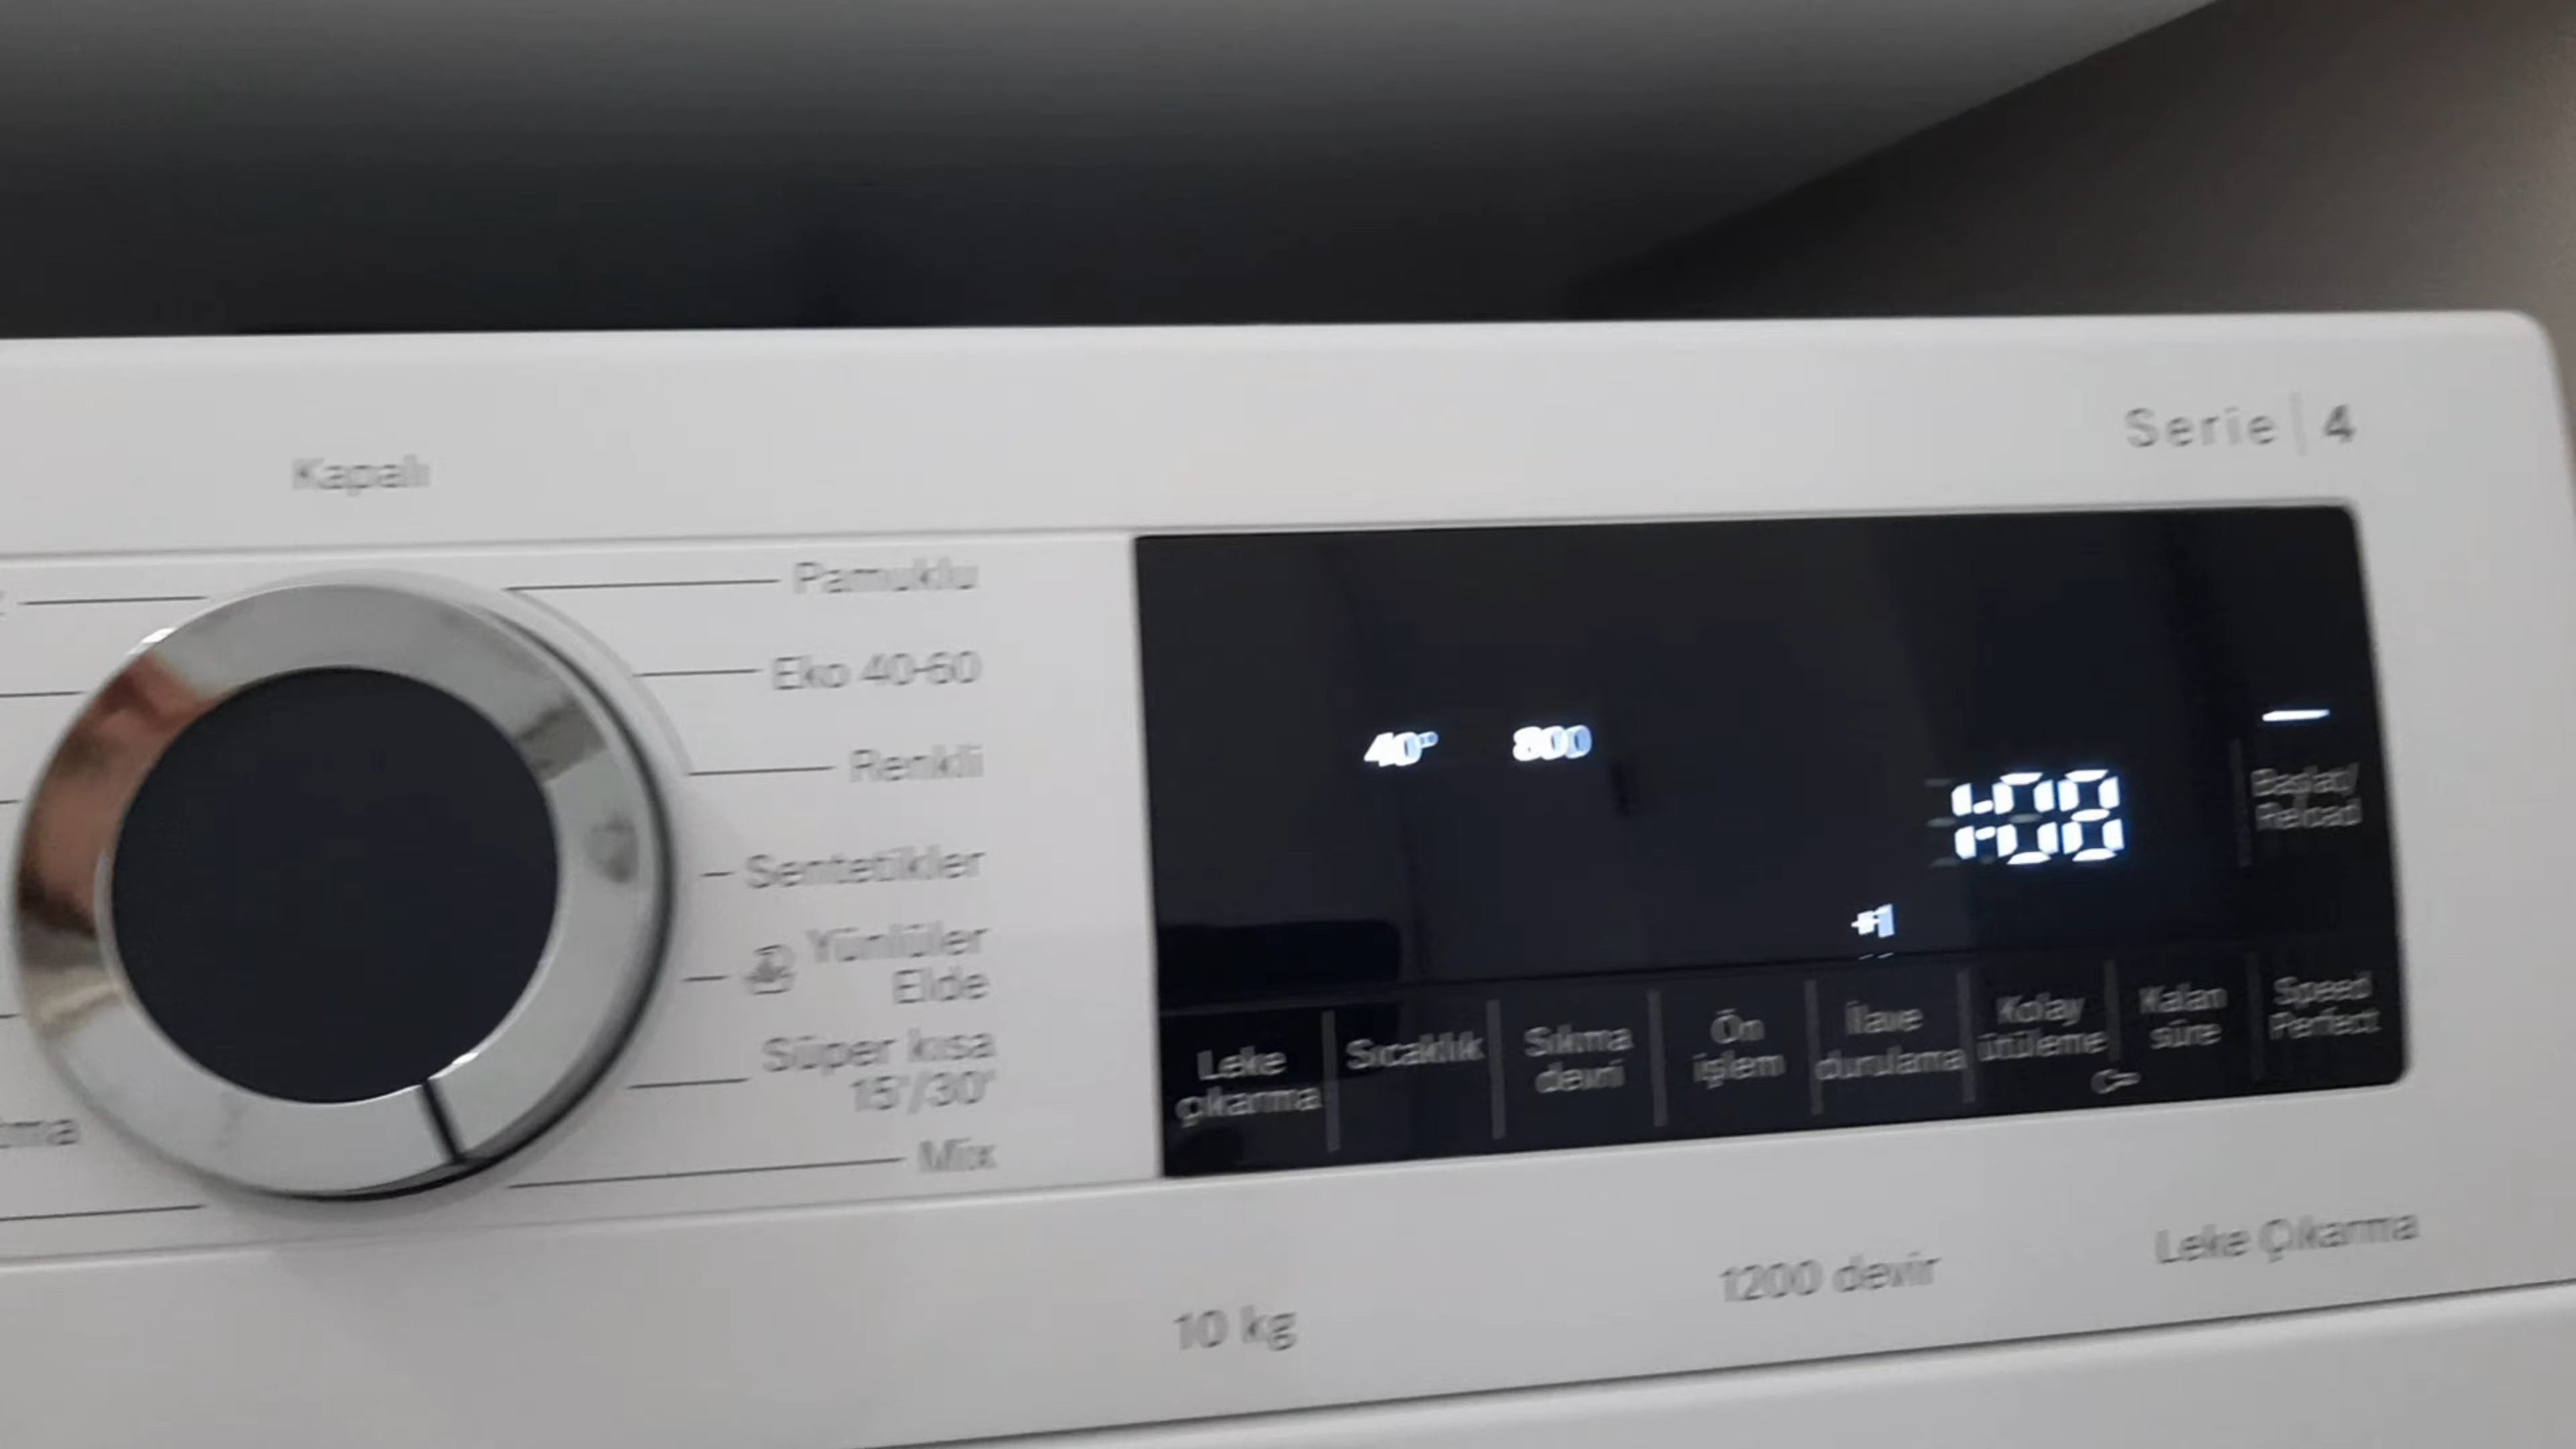 Serie | 4
Kapalı
Pamuklu
Eko 40-60
Renkli
Sentetikler
Yünlüler
Elde
Süper kısa
15'/30'
Mix
40°
800
+1
Başlat/
Reload
Leke
çıkarma
Sıcaklık
Sıkma
devri
Ön
işlem
İlave
durulama
Kolay
ütüleme
Kalan
süre
Speed
Perfect
10 kg
1200 devir
Leke Çıkarma